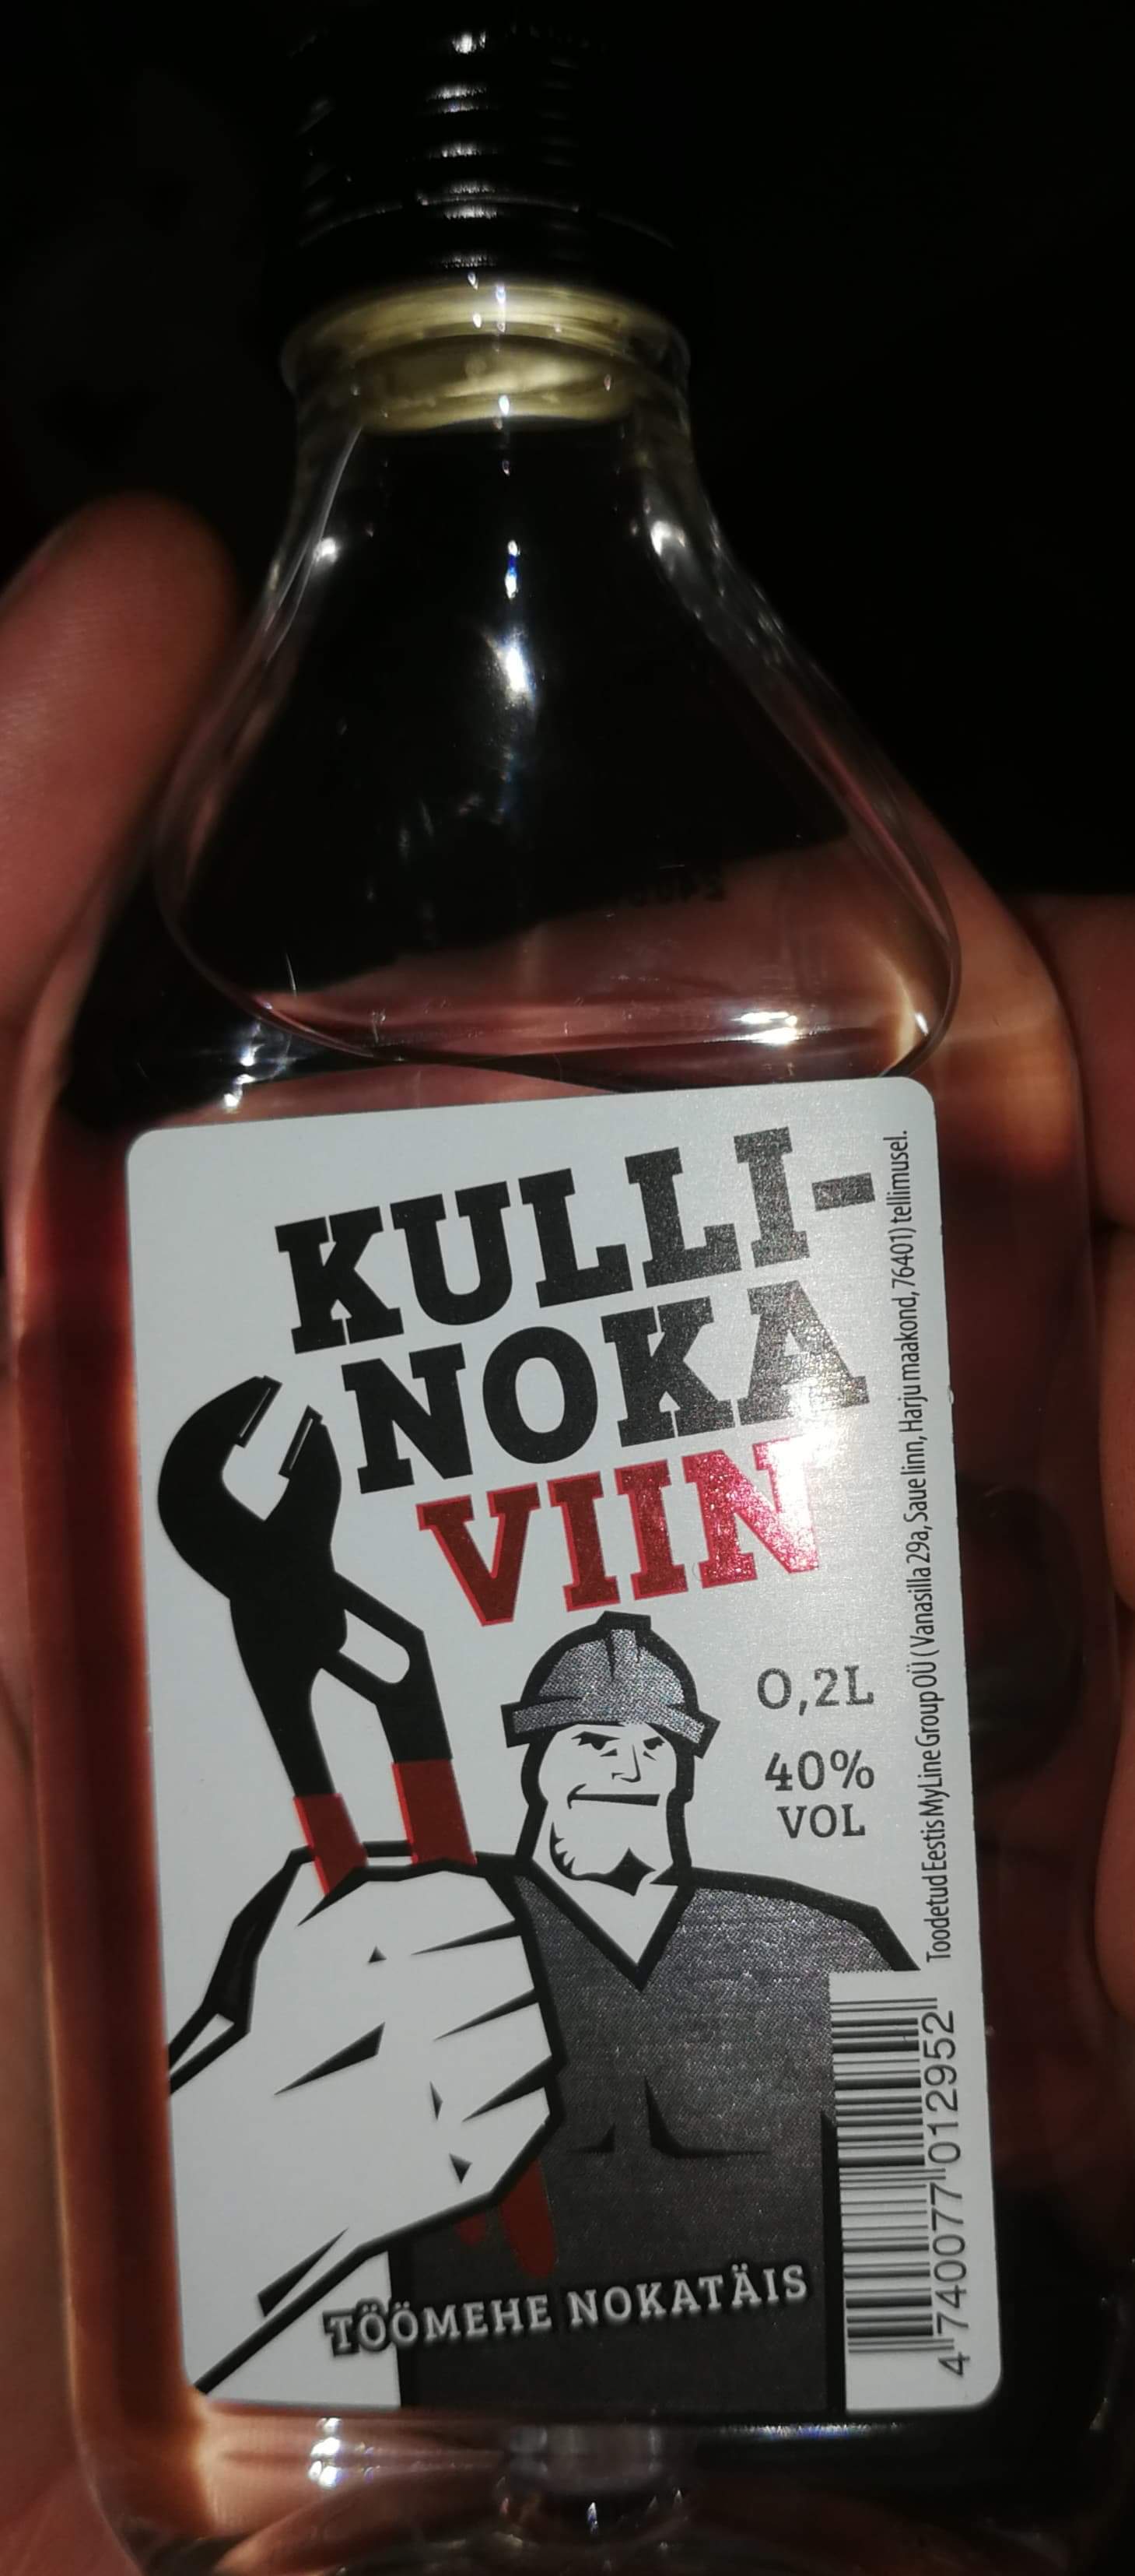 KULLI-
NOKA
VIIN
0,2L
40%
VOL
TÖÖMEHE NOKATÄIS
Toodetud Eestis MyLine Group OÜ (Vanasilla 29a, Saue linn, Harju maakond, 76401) tellimusel.
4 740077 012952